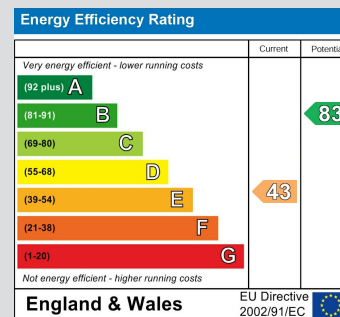 Energy Efficiency Rating
Current
Very energy efficient - lower running costs
(92 plus) A
(81-91) B
83
(69-80) C
(55-68) D
(39-54) E
43
(21-38) F
(1-20) G
Not energy efficient - higher running costs
England & Wales
EU Directive
2002/91/EC